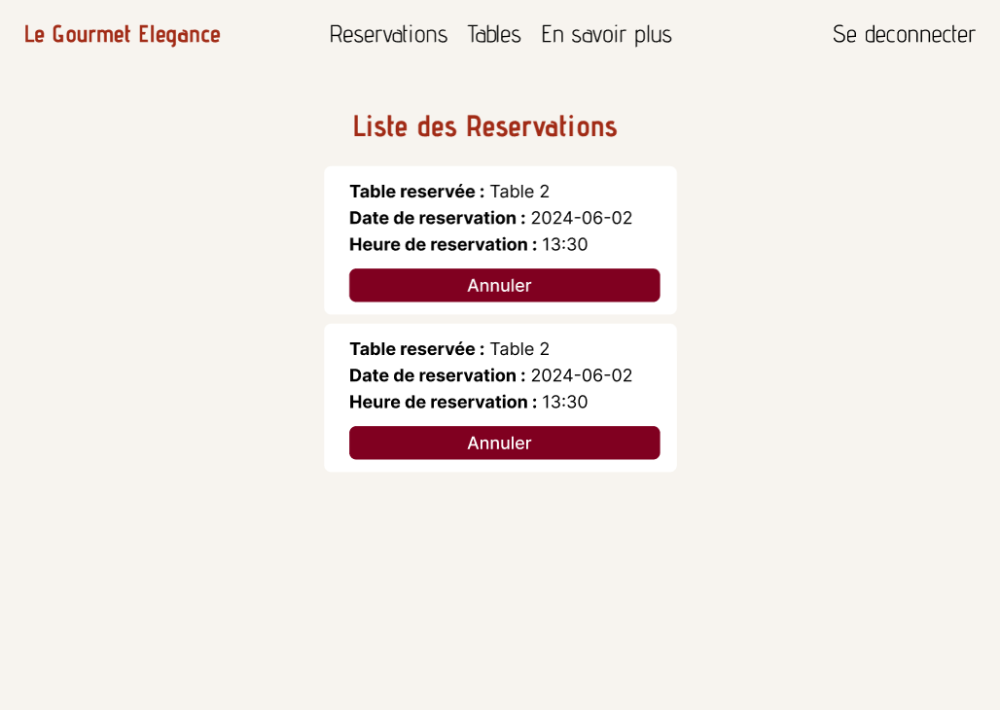 Le Gourmet Elegance
Reservations
Tables
En savoir plus
Se deconnecter
Liste des Reservations
Table reservée : Table 2
Date de reservation : 2024-06-02
Heure de reservation : 13:30
Annuler
Table reservée : Table 2
Date de reservation : 2024-06-02
Heure de reservation : 13:30
Annuler